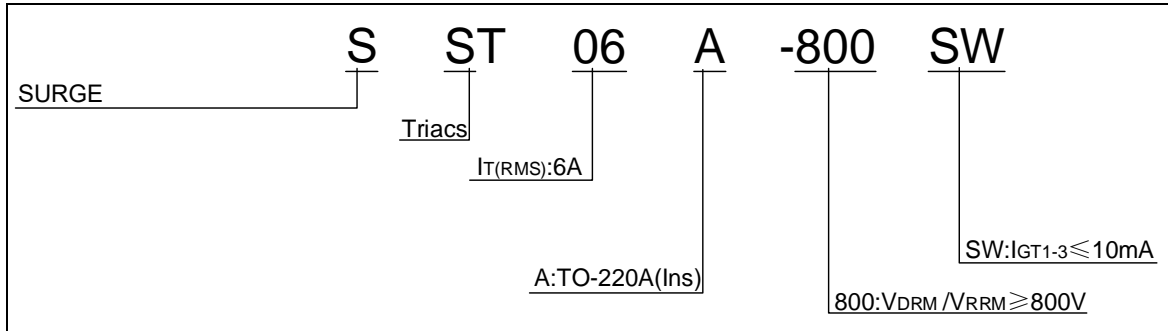 S ST 06 A -800 SW
SURGE
Triacs
IT(RMS):6A
SW:IGT1-3≤10mA
A:TO-220A(Ins)
800:VDRM /VRRM≥800V